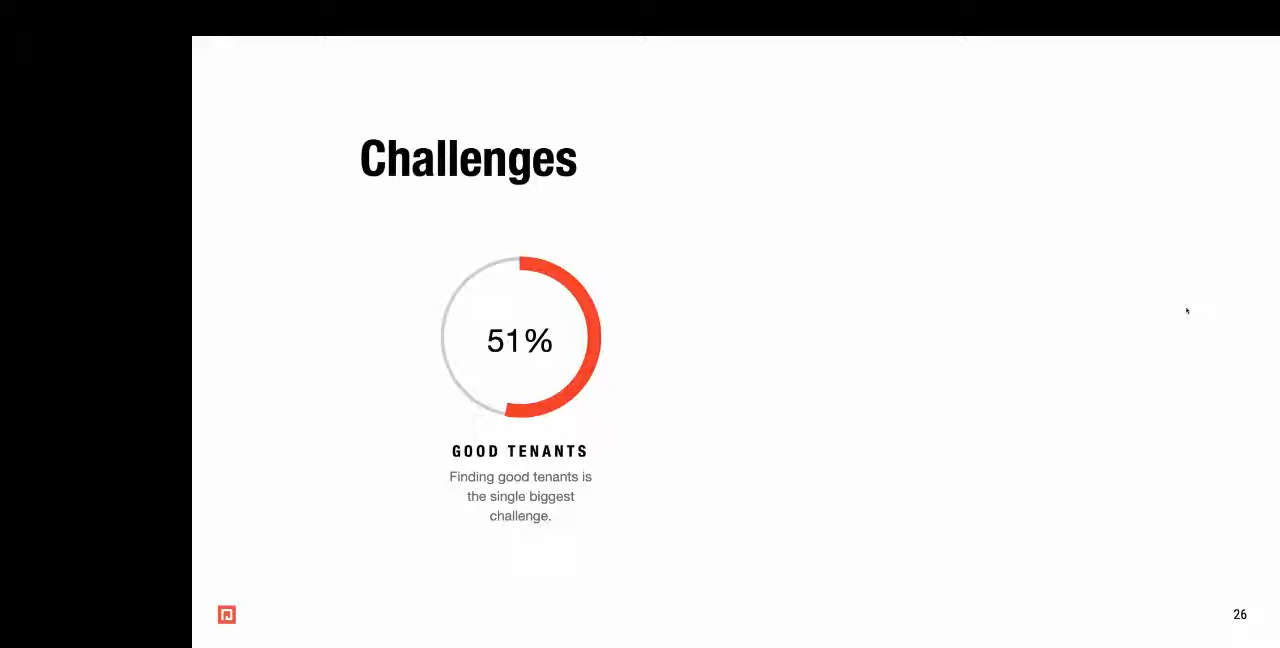 Challenges
51%
GOOD TENANTS
Finding good tenants is
the single biggest
challenge.
26